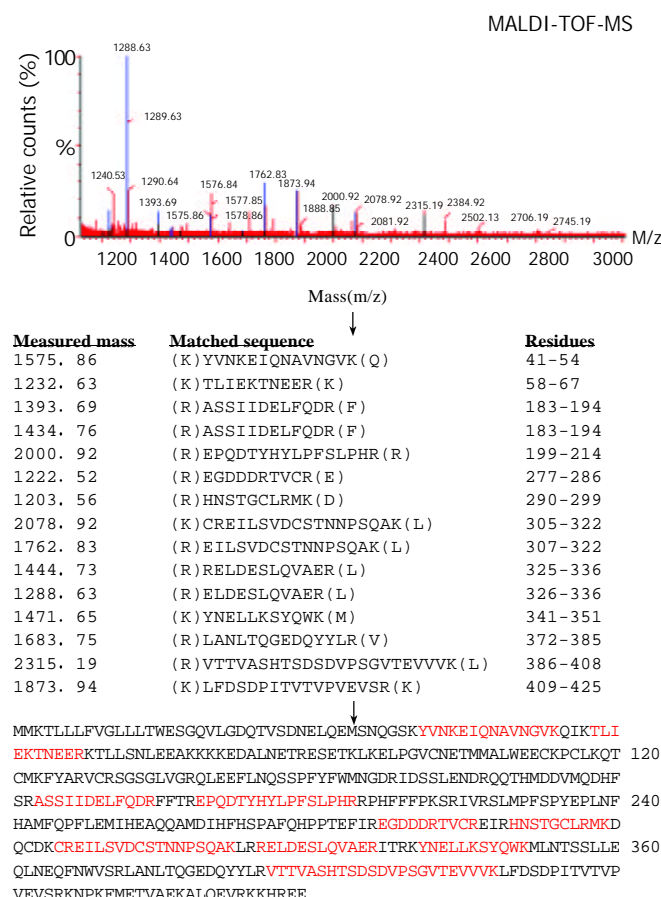 MALDI-TOF-MS
Relative counts (%)
100
%
0
1288.63
1289.63
1240.53
1290.64
1393.69
1576.84
1577.85
1575.86
1578.86
1762.83
1873.94
1888.85
2000.92
2078.92
2081.92
2315.19
2384.92
2502.13
2706.19
2745.19
1200 1400 1600 1800 2000 2200 2400 2600 2800 3000 M/z
Mass(m/z)
Measured mass Matched sequence Residues
1575. 86 (K)YVNKEIQNAVNGVK(Q) 41-54
1232. 63 (K)TLIEKTNEER(K) 58-67
1393. 69 (R)ASSIIDELFQDR(F) 183-194
1434. 76 (R)ASSIIDELFQDR(F) 183-194
2000. 92 (R)EPQDTYHYLPFSLPHR(R) 199-214
1222. 52 (R)EGDDDRTVCR(E) 277-286
1203. 56 (R)HNSTGCLRMK(D) 290-299
2078. 92 (K)CREILSVDCSTNNPSQAK(L) 305-322
1762. 83 (R)EILSVDCSTNNPSQAK(L) 307-322
1444. 73 (R)RELDESLQVAER(L) 325-336
1288. 63 (R)ELDESLQVAER(L) 326-336
1471. 65 (K)YNELLKSYQWK(M) 341-351
1683. 75 (R)LANLTQGEDQYYLR(V) 372-385
2315. 19 (R)VTTVASHTSDSDVPSGVTEVVVK(L) 386-408
1873. 94 (K)LFDSDPITVTVPVEVSR(K) 409-425
MMKTLLLFVGLLLTWESGQVLGDQTVSDNELQEMSNQGSKYVNKEIQNAVNGVKQIKTLI
EKTNEERKTLLSNLEEAKKKKEDALNETRESETKLKELPGVCNETMMALWEECKPCLKQT 120
CMKFYARVCRSGSGLVGRQLEEFLNQSSPFYFWMNGDRIDSSLENDRQQTHMDDVMQDHF
SRASSIIDELFQDRFFTREPQDTYHYLPFSLPHRRPHFFFPKSRIVRSLMPFSPYEPLNF 240
HAMFQPFLEMIHEAQQAMDIHFHSPAFQHPPTEFIREGDDDRTVCREIRHNSTGCLRMKD
QCDKCREILSVDCSTNNPSQAKLRRELDESLQVAERITRKYNELLKSYQWKMLNTSSLLE 360
QLNEQFNWVSRLANLTQGEDQYYLRVTTVASHTSDSDVPSGVTEVVVKLFDSDPITVTVP
VEVSRKNPKFMETVAEKALQEYRKKHREE